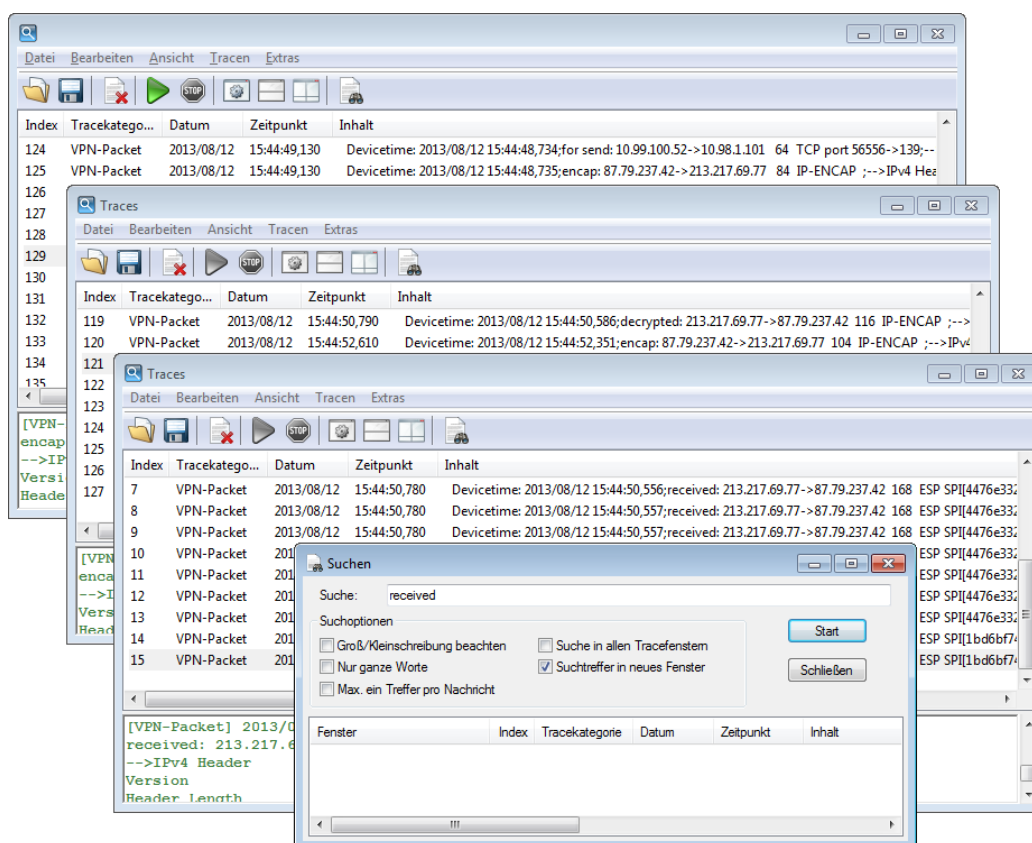 Datei Bearbeiten Ansicht Tracen Extras
STOP
Index Tracekatego... Datum Zeitpunkt Inhalt
124 VPN-Packet 2013/08/12 15:44:49,130 Devicetime: 2013/08/12 15:44:48,734;for send: 10.99.100.52->10.98.1.101 64 TCP port 56556->139;--
125 VPN-Packet 2013/08/12 15:44:49,130 Devicetime: 2013/08/12 15:44:48,735;encap: 87.79.237.42->213.217.69.77 84 IP-ENCAP ;-->IPv4 Hea
126
127
128
129
130
131
132
133
134
135
[VPN-
encap
-->IP
Versi
Heade
Traces
Datei Bearbeiten Ansicht Tracen Extras
STOP
Index Tracekatego... Datum Zeitpunkt Inhalt
119 VPN-Packet 2013/08/12 15:44:50,790 Devicetime: 2013/08/12 15:44:50,586;decrypted: 213.217.69.77->87.79.237.42 116 IP-ENCAP ;-->
120 VPN-Packet 2013/08/12 15:44:52,610 Devicetime: 2013/08/12 15:44:52,351;encap: 87.79.237.42->213.217.69.77 104 IP-ENCAP ;-->IPv4
121
122
123
124
125
126
127
[VPN
enca
-->I
Vers
Head
Traces
Datei Bearbeiten Ansicht Tracen Extras
STOP
Index Tracekatego... Datum Zeitpunkt Inhalt
7 VPN-Packet 2013/08/12 15:44:50,780 Devicetime: 2013/08/12 15:44:50,556;received: 213.217.69.77->87.79.237.42 168 ESP SPI[4476e332
8 VPN-Packet 2013/08/12 15:44:50,780 Devicetime: 2013/08/12 15:44:50,557;received: 213.217.69.77->87.79.237.42 168 ESP SPI[4476e332
9 VPN-Packet 2013/08/12 15:44:50,780 Devicetime: 2013/08/12 15:44:50,557;received: 213.217.69.77->87.79.237.42 168 ESP SPI[4476e332
10 VPN-Packet 201 ESP SPI[4476e332
11 VPN-Packet 201 ESP SPI[4476e332
12 VPN-Packet 201 ESP SPI[4476e332
13 VPN-Packet 201 ESP SPI[4476e332
14 VPN-Packet 201 ESP SPI[1bd6bf74
15 VPN-Packet 201 ESP SPI[1bd6bf74
[VPN-Packet] 2013/0
received: 213.217.6
-->IPv4 Header
Version
Header Length
Suchen
Suche: received
Suchoptionen
Groß/Kleinschreibung beachten Suche in allen Tracefenstern
Nur ganze Worte Suchtreffer in neues Fenster
Max. ein Treffer pro Nachricht
Start
Schließen
Fenster Index Tracekategorie Datum Zeitpunkt Inhalt